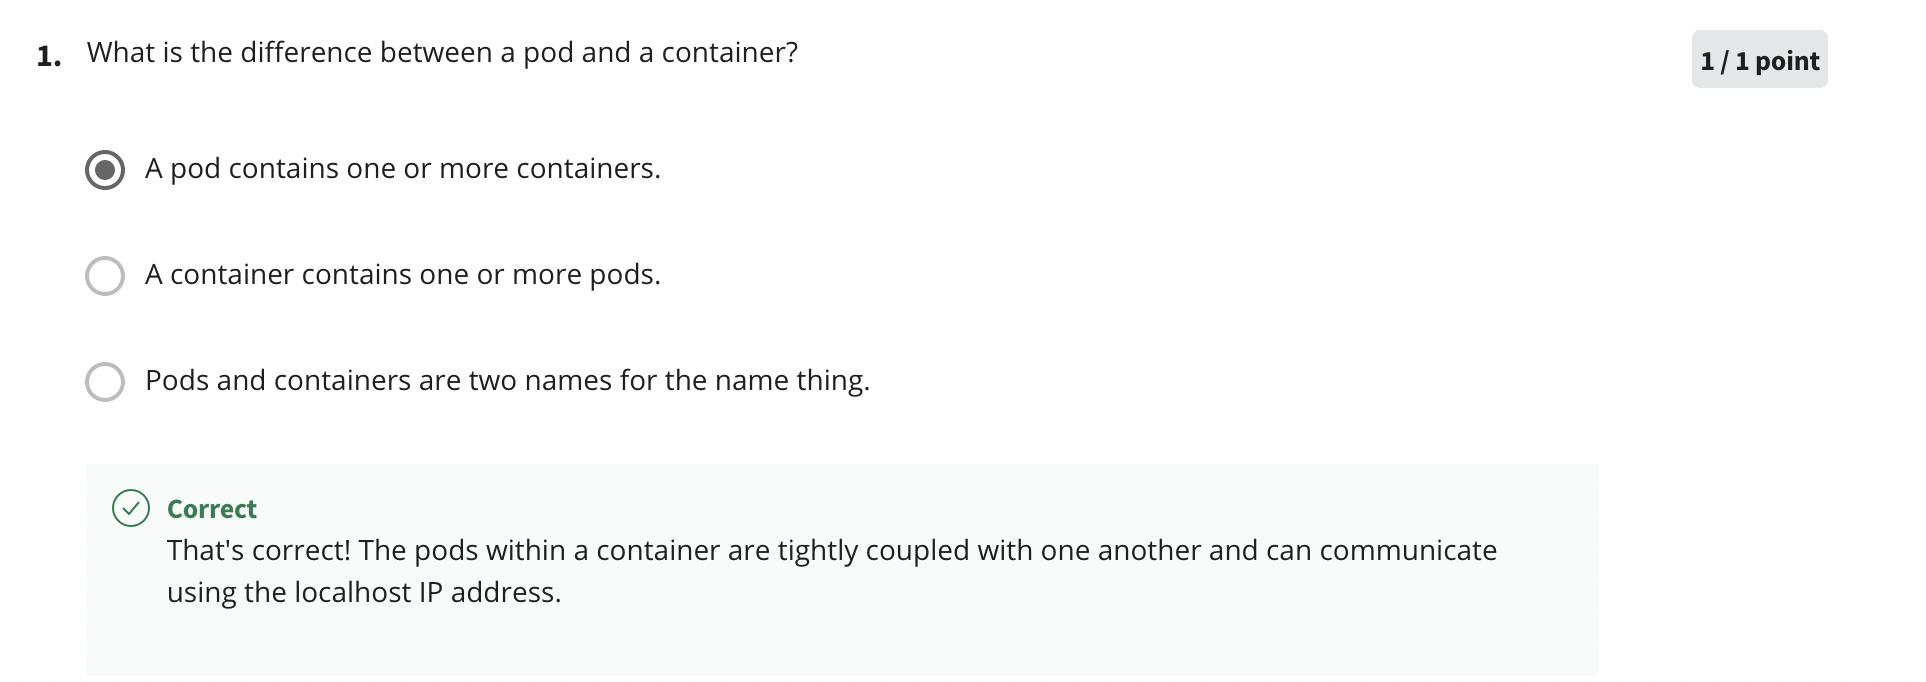 1. What is the difference between a pod and a container?
1 / 1 point
A pod contains one or more containers.
A container contains one or more pods.
Pods and containers are two names for the name thing.
Correct
That's correct! The pods within a container are tightly coupled with one another and can communicate
using the localhost IP address.